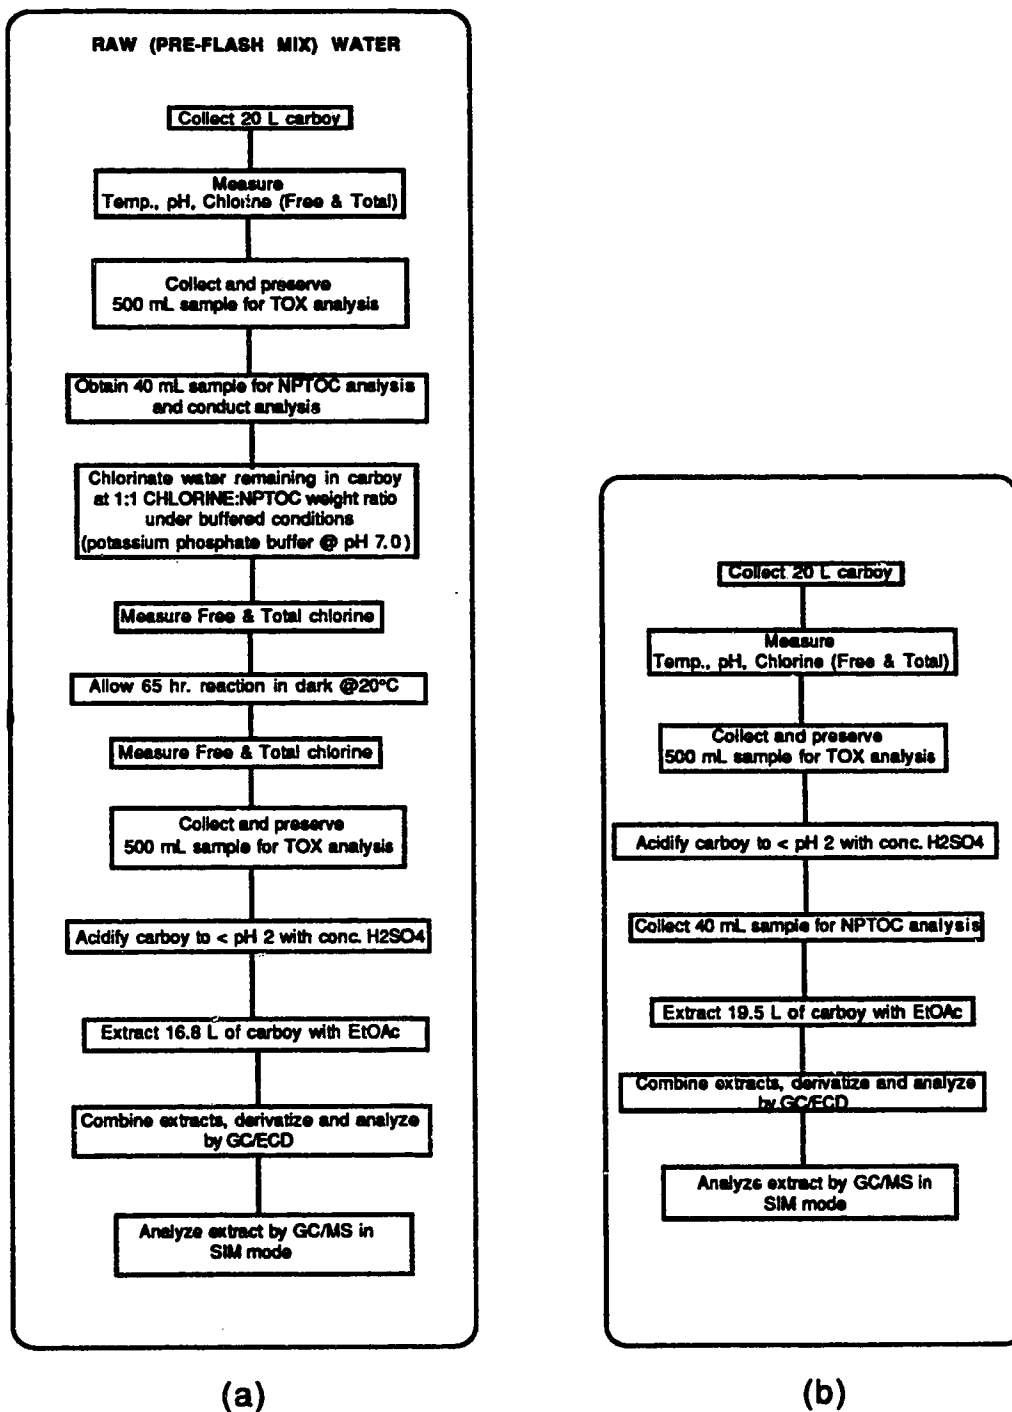 RAW (PRE-FLASH MIX) WATER
Collect 20 L carboy
Measure
Temp., pH, Chlorine (Free & Total)
Collect and preserve
500 mL sample for TOX analysis
Obtain 40 mL sample for NPTOC analysis
and conduct analysis
Chlorinate water remaining in carboy
at 1:1 CHLORINE:NPTOC weight ratio
under buffered conditions
(potassium phosphate buffer @ pH 7.0)
Measure Free & Total chlorine
Allow 65 hr. reaction in dark @20°C
Measure Free & Total chlorine
Collect and preserve
500 mL sample for TOX analysis
Acidify carboy to < pH 2 with conc. H2SO4
Extract 16.8 L of carboy with EtOAc
Combine extracts, derivatize and analyze
by GC/ECD
Analyze extract by GC/MS in
SIM mode
(a)
Collect 20 L carboy
Measure
Temp., pH, Chlorine (Free & Total)
Collect and preserve
500 mL sample for TOX analysis
Acidify carboy to < pH 2 with conc. H2SO4
Collect 40 mL sample for NPTOC analysis
Extract 19.5 L of carboy with EtOAc
Combine extracts, derivatize and analyze
by GC/ECD
Analyze extract by GC/MS in
SIM mode
(b)